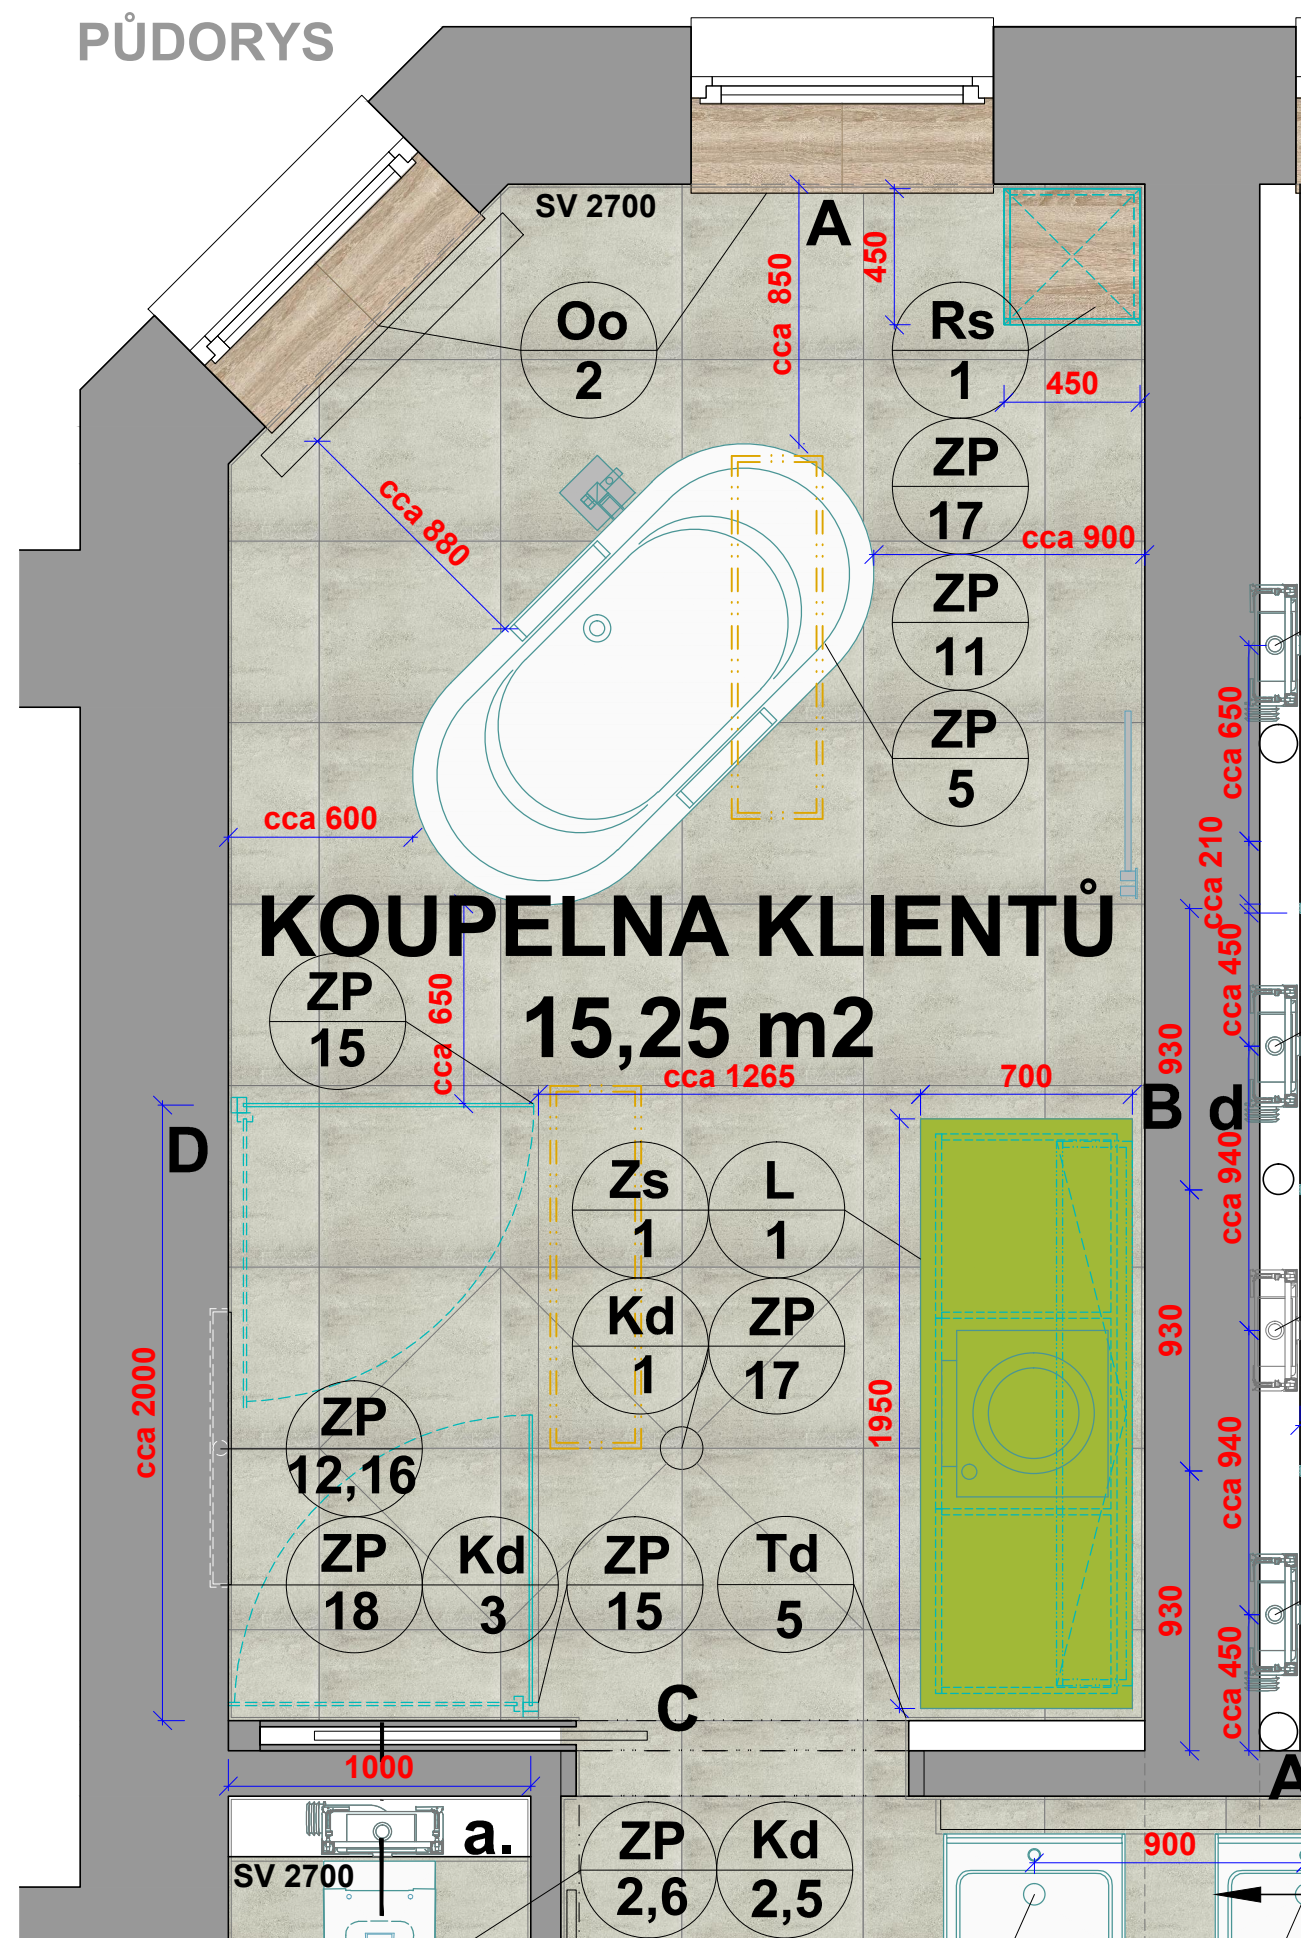 PŮDORYS
SV 2700
A
Oo
2
cca 850
450
Rs
1
450
ZP
17
cca 900
ZP
11
ZP
5
cca 880
cca 600
cca 650
cca 210
cca 450
KOUPELNA KLIENTŮ
15,25 m2
ZP
15
cca 650
cca 1265
700
930
B
d
D
Zs
1
L
1
Kd
1
ZP
17
cca 940
930
1950
cca 2000
ZP
12,16
ZP
18
Kd
3
ZP
15
Td
5
cca 940
930
cca 450
C
1000
A
a.
SV 2700
ZP
2,6
Kd
2,5
900